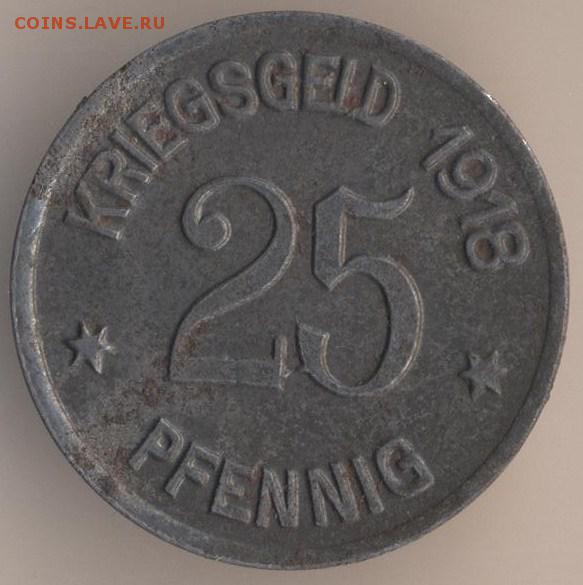 COINS.LAVE.RU
KRIEGSGELD 1918
25
PFENNIG